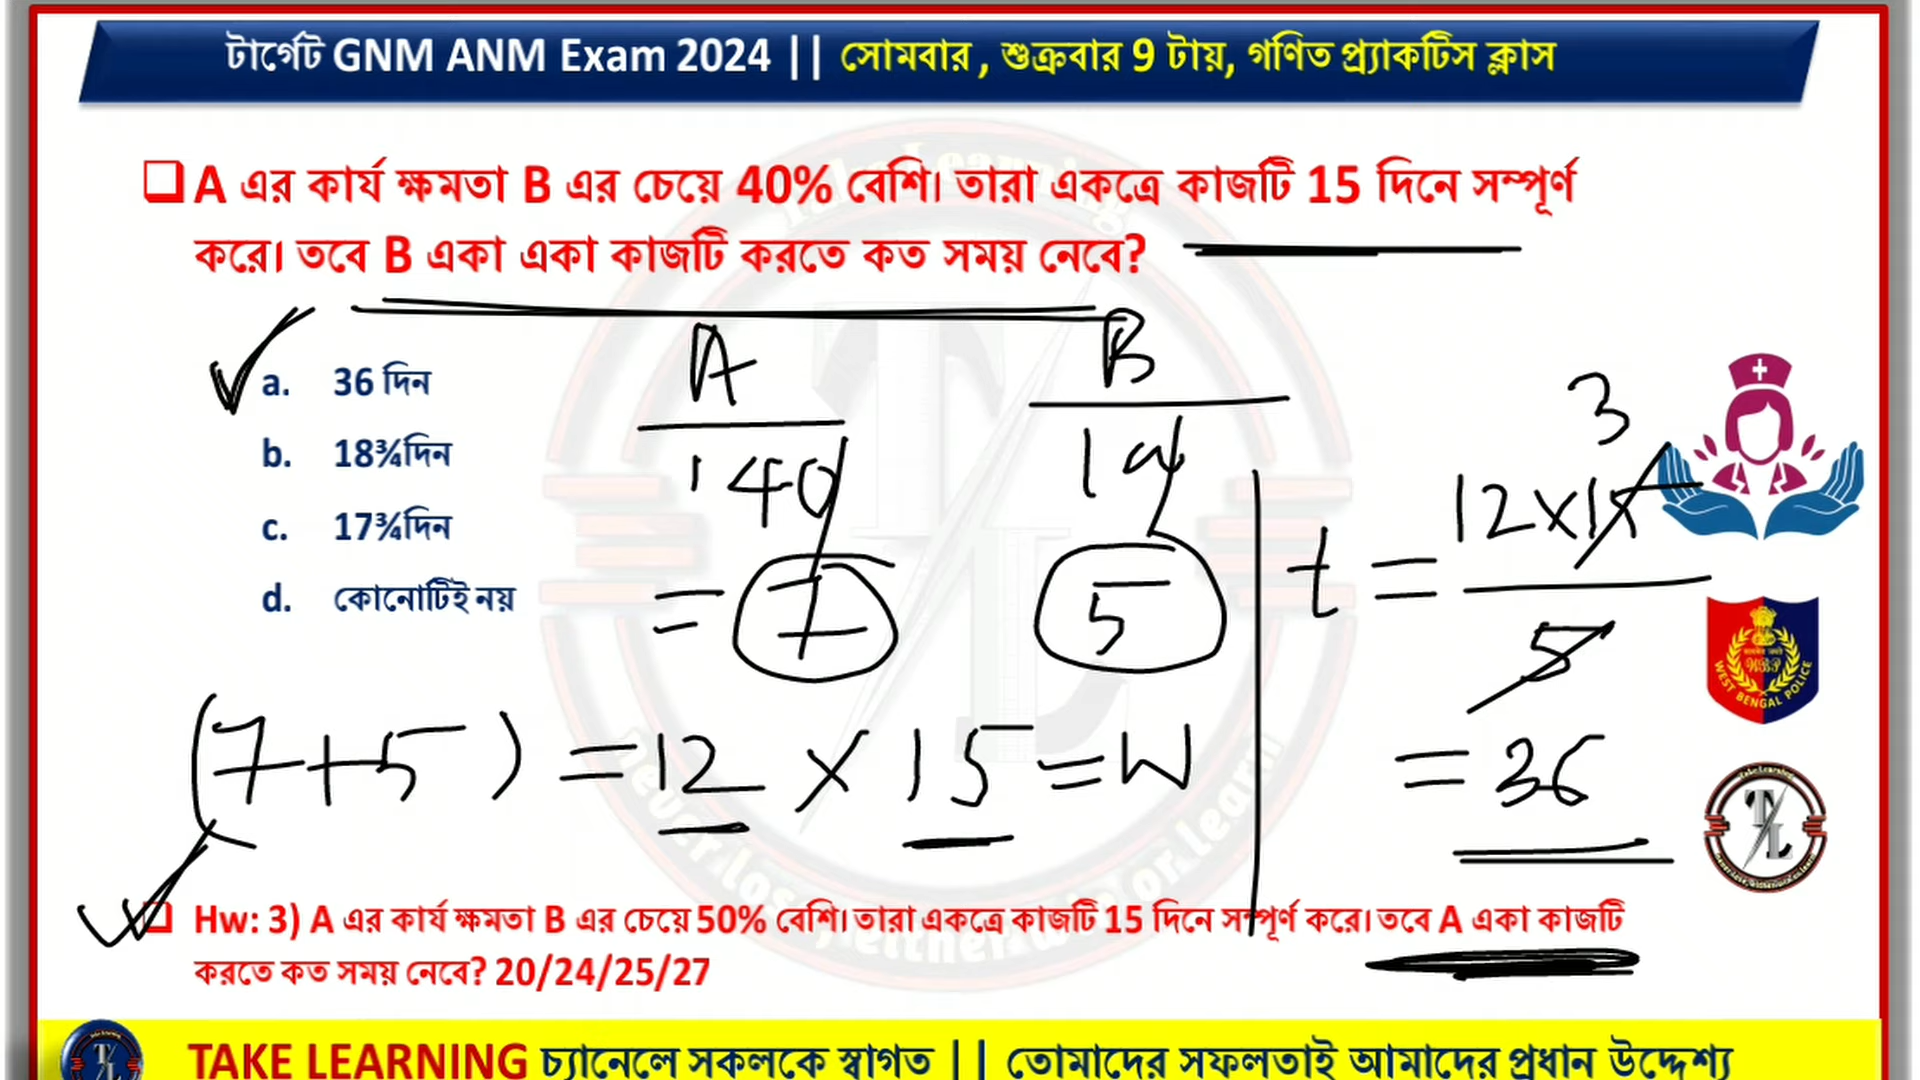 টার্গেট GNM ANM Exam 2024 || সোমবার , শুক্রবার 9 টায়, গণিত প্র্যাকটিস ক্লাস
A এর কার্য ক্ষমতা B এর চেয়ে 40% বেশি। তারা একত্রে কাজটি 15 দিনে সম্পূর্ণ
করে। তবে B একা একা কাজটি করতে কত সময় নেবে?
a. 36 দিন
b. 18¾দিন
c. 17¾দিন
d. কোনোটিই নয়
A B
140
= 7 5
t = 12×15 3
5
= 36
(7+5) = 12 × 15 = W
WEST BENGAL POLICE
Hw: 3) A এর কার্য ক্ষমতা B এর চেয়ে 50% বেশি। তারা একত্রে কাজটি 15 দিনে সম্পূর্ণ করে। তবে A একা কাজটি
করতে কত সময় নেবে? 20/24/25/27
TAKE LEARNING চ্যানেলে সকলকে স্বাগত || তোমাদের সফলতাই আমাদের প্রধান উদ্দেশ্য